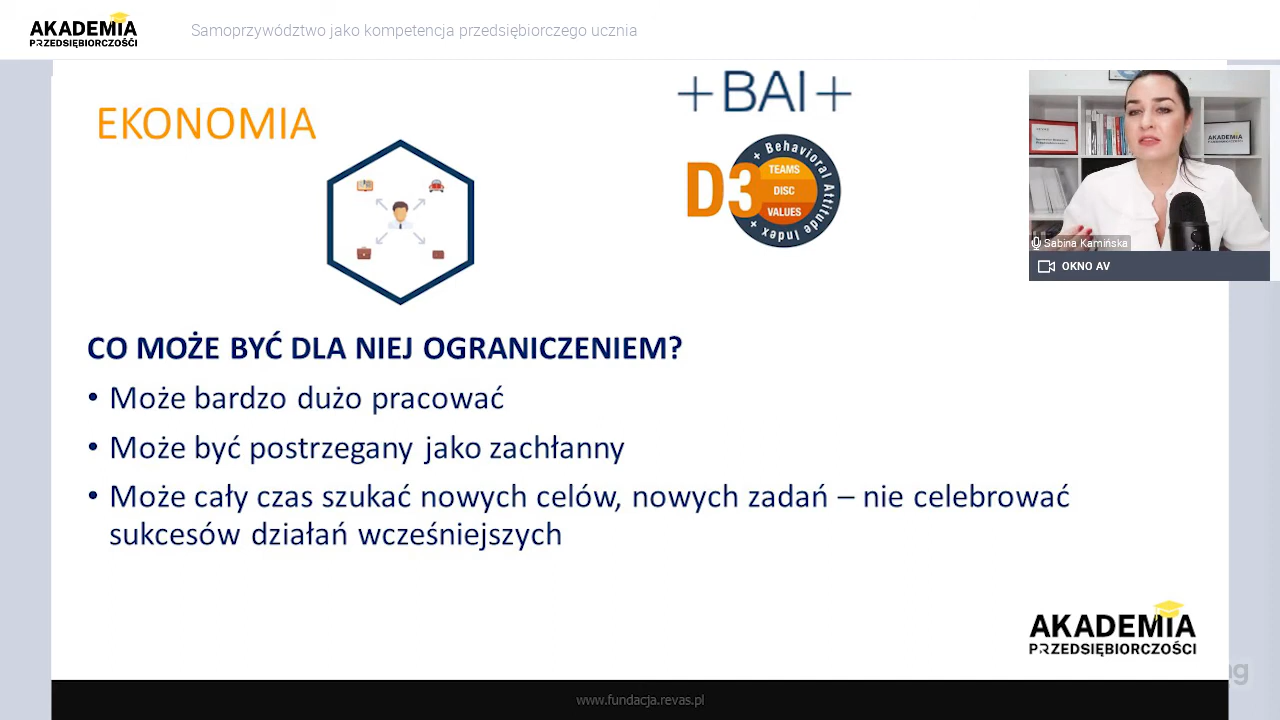 AKADEMIA
PRZEDSIĘBIORCZOŚCI
Samoprzywództwo jako kompetencja przedsiębiorczego ucznia
EKONOMIA
+BAI+
D3
+ Behavioral Attitude Index +
TEAMS
DISC
VALUES
AKADEMIA
PRZEDSIĘBIORCZOŚCI
Sabina Kamińska
OKNO AV
CO MOŻE BYĆ DLA NIEJ OGRANICZENIEM?
• Może bardzo dużo pracować
• Może być postrzegany jako zachłanny
• Może cały czas szukać nowych celów, nowych zadań – nie celebrować
sukcesów działań wcześniejszych
AKADEMIA
PRZEDSIĘBIORCZOŚCI
www.fundacja.revas.pl